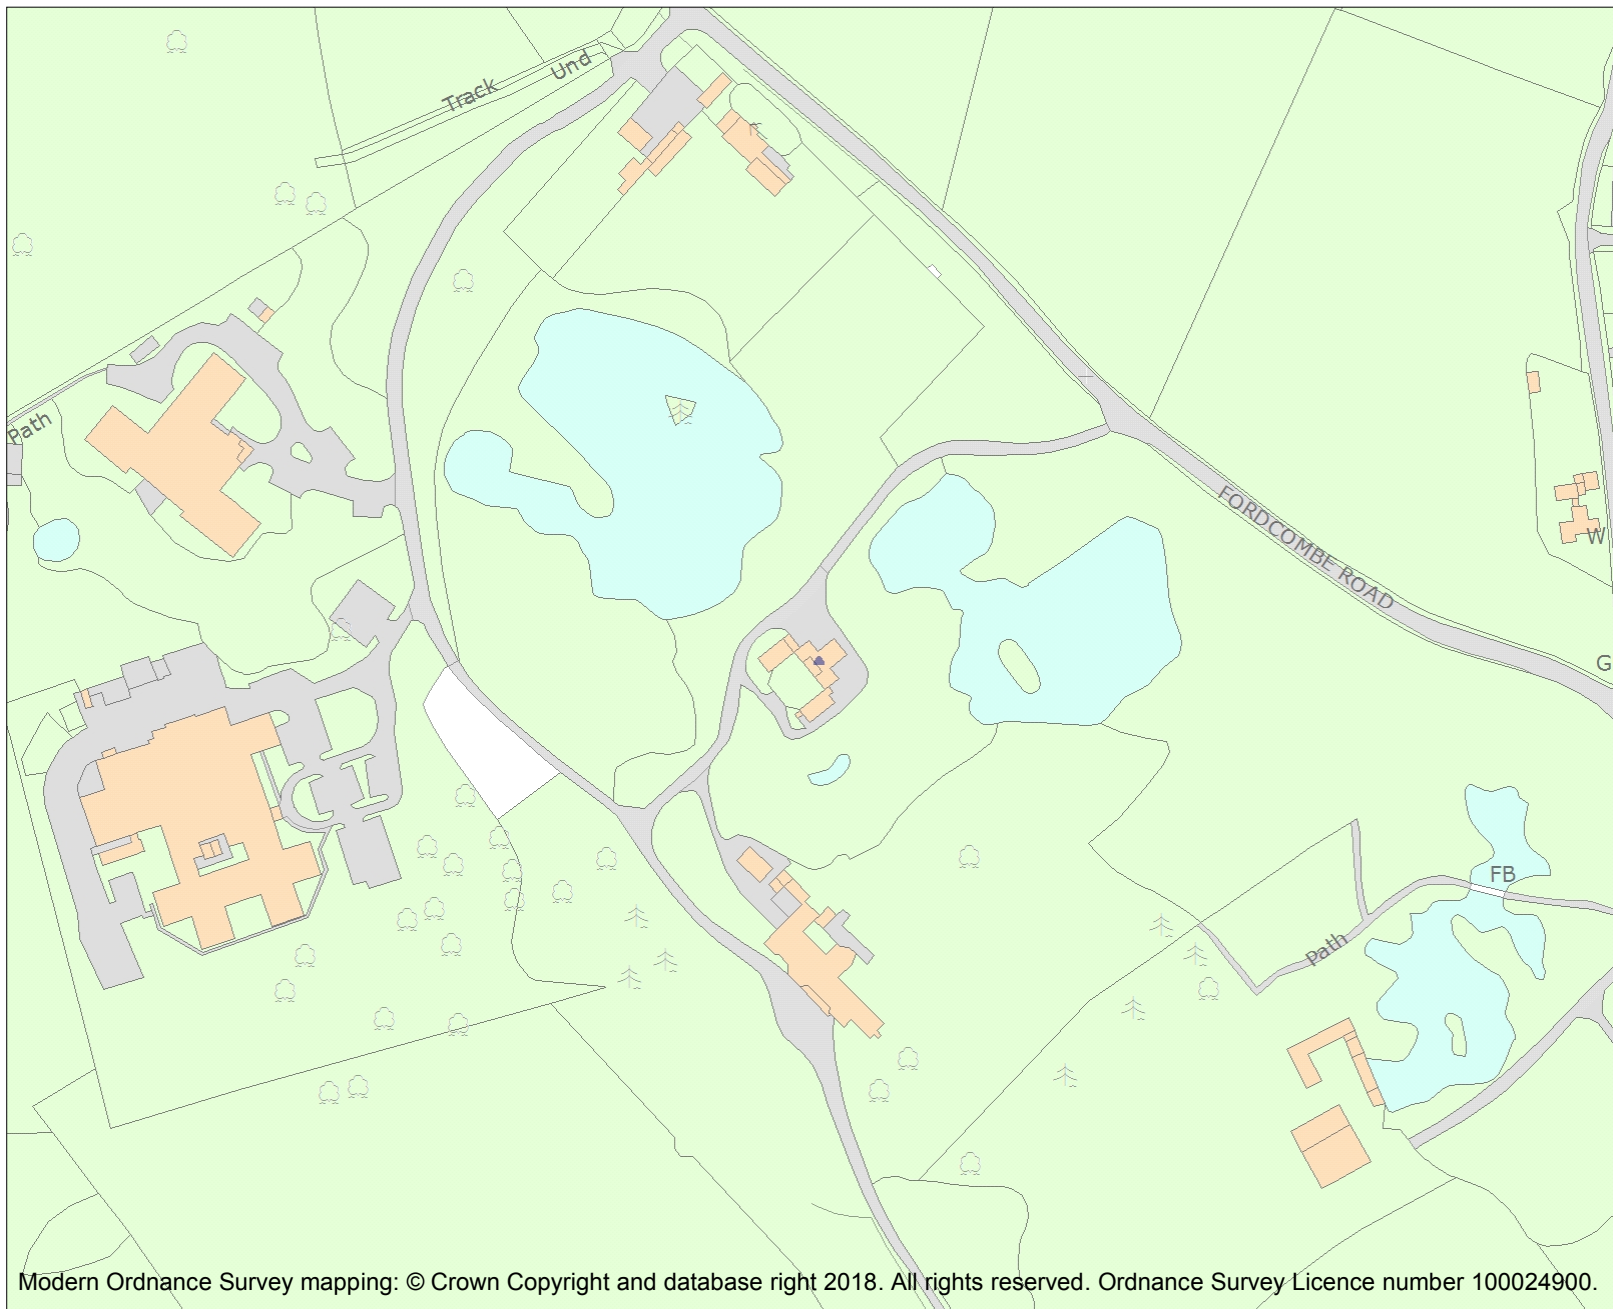 Und
Track
Path
FORDCOMBE ROAD
W
G
FB
Path
Modern Ordnance Survey mapping: © Crown Copyright and database right 2018. All rights reserved. Ordnance Survey Licence number 100024900.